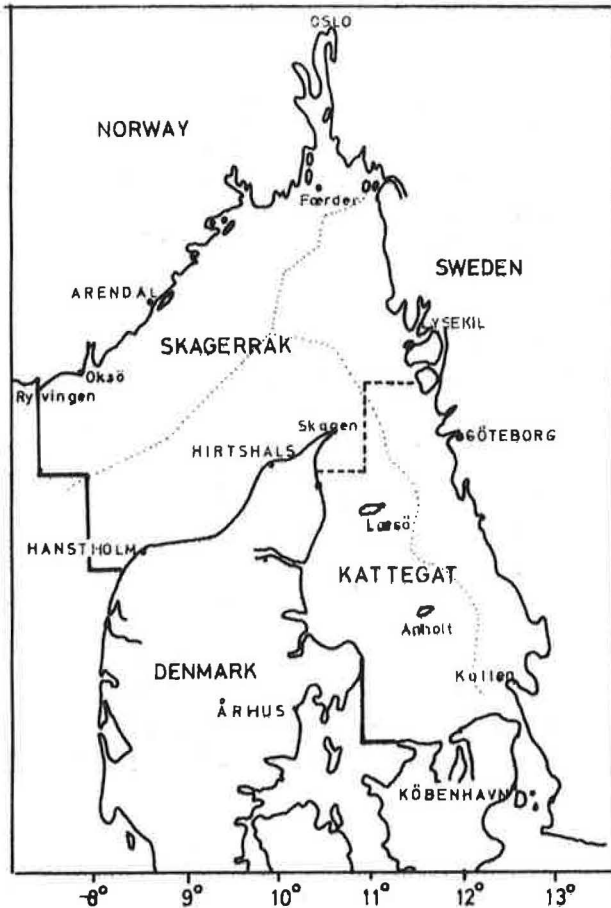 OSLO
NORWAY
Færder
SWEDEN
ARENDAL
LYSEKIL
SKAGERRAK
Oksö
Ryvingen
Skagen
GÖTEBORG
HIRTSHALS
Læsö
HANSTHOLM
KATTEGAT
Anholt
DENMARK
Kullen
ÅRHUS
KÖBENHAVN
8° 9° 10° 11° 12° 13°